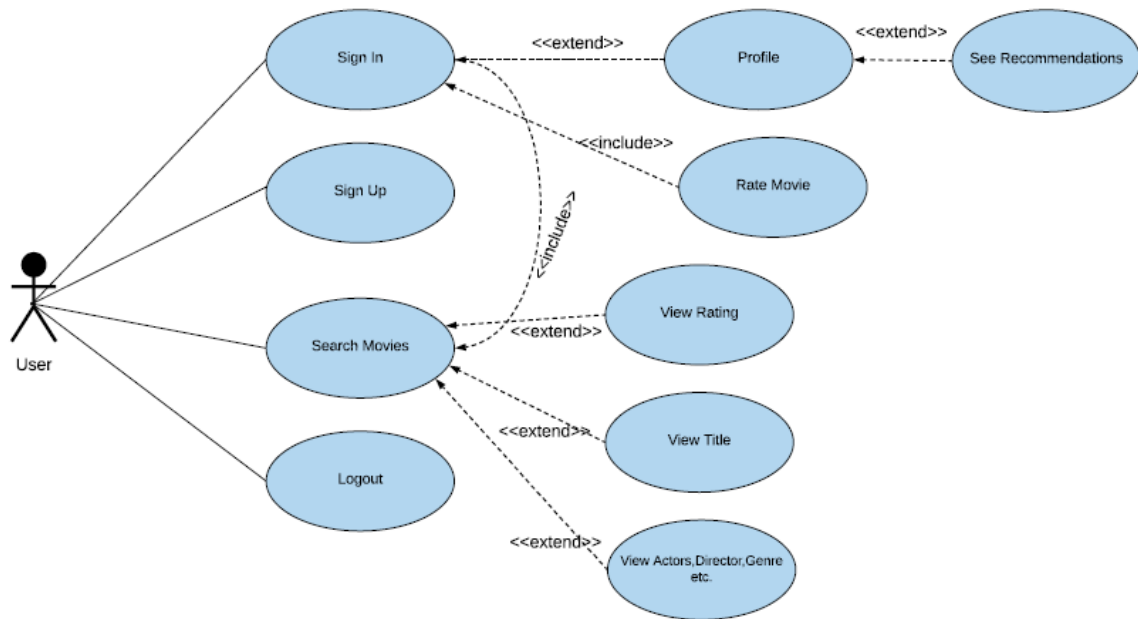 <<extend>>
<<extend>>
Sign In
Profile
See Recommendations
<<include>>
Rate Movie
Sign Up
<<include>>
View Rating
<<extend>>
Search Movies
User
<<extend>>
View Title
Logout
<<extend>>
View Actors,Director,Genre
etc.